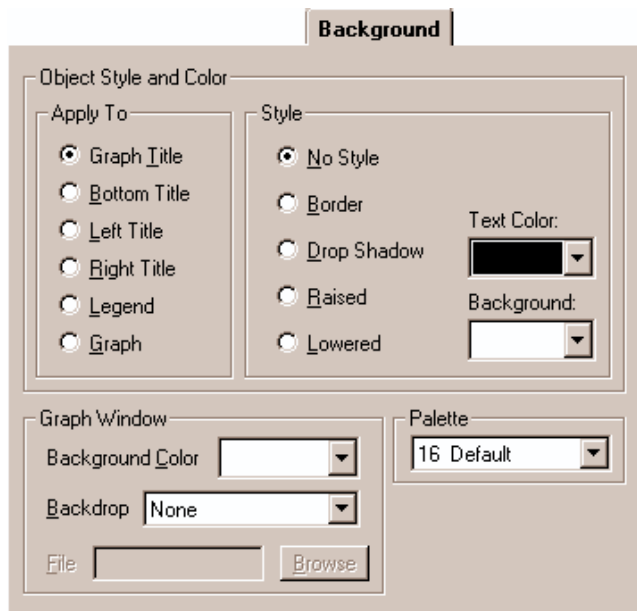 Background
Object Style and Color
Apply To
Graph Title
Bottom Title
Left Title
Right Title
Legend
Graph
Style
No Style
Border
Drop Shadow
Raised
Lowered
Text Color:
Background:
Graph Window
Background Color
Backdrop None
File Browse
Palette
16 Default